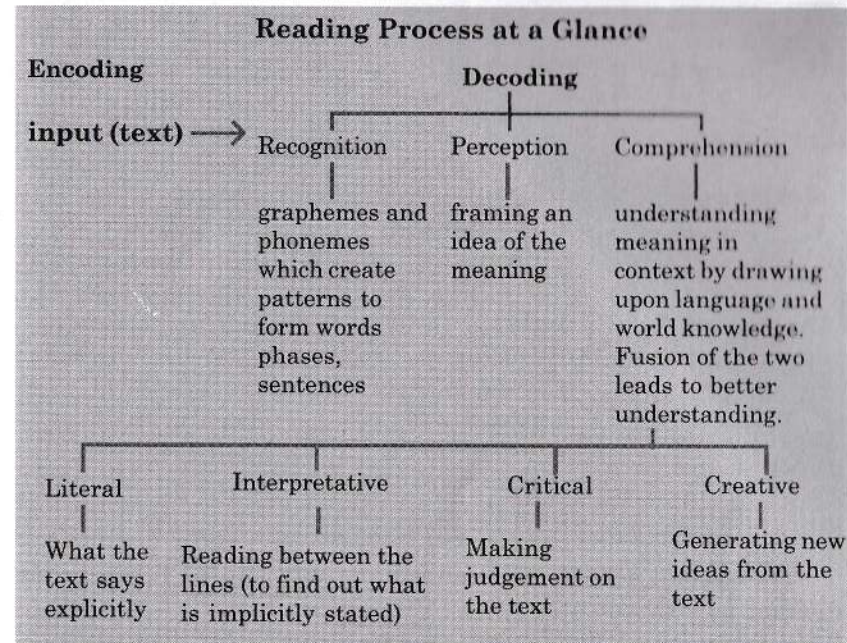 Reading Process at a Glance
Encoding
Decoding
input (text)
Recognition
Perception
Comprehension
graphemes and
phonemes
which create
patterns to
form words
phases,
sentences
framing an
idea of the
meaning
understanding
meaning in
context by drawing
upon language and
world knowledge.
Fusion of the two
leads to better
understanding.
Literal
Interpretative
Critical
Creative
What the
text says
explicitly
Reading between the
lines (to find out what
is implicitly stated)
Making
judgement on
the text
Generating new
ideas from the
text